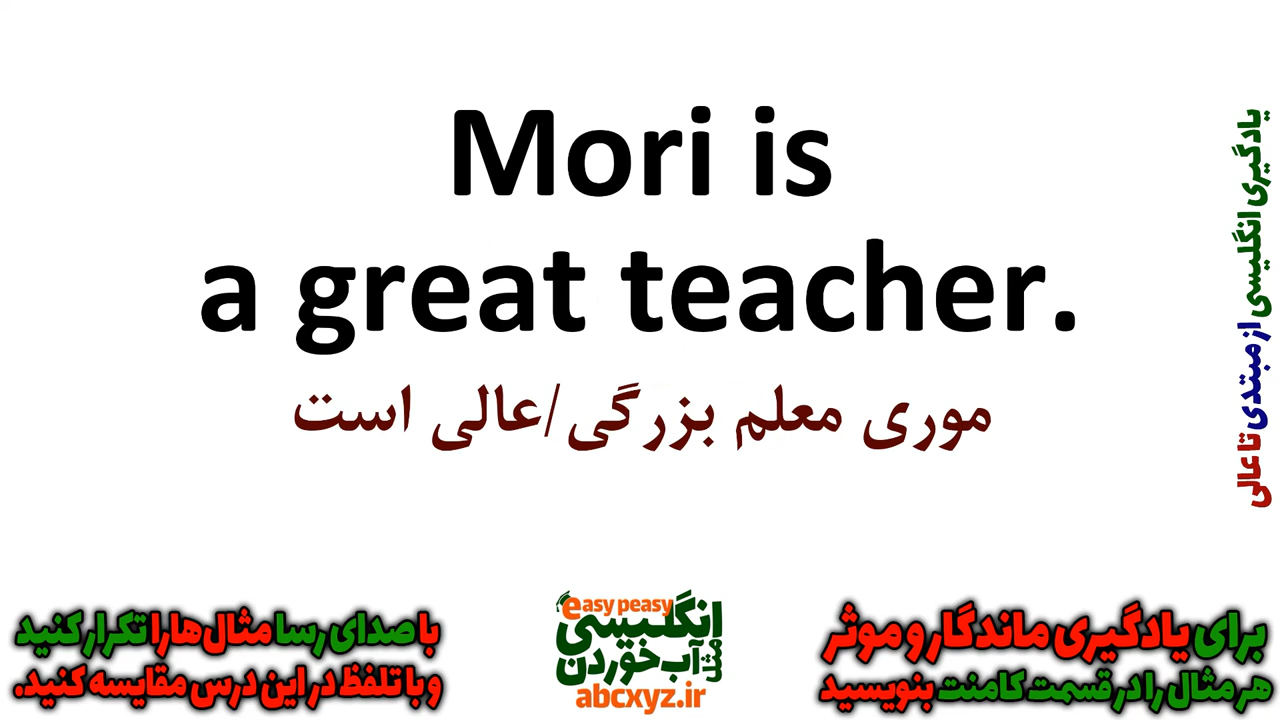 Mori is
a great teacher.
موری معلم بزرگی/عالی است
یادگیری انگلیسی از مبتدی تا عالی
برای یادگیری ماندگار و موثر
هر مثال را در قسمت کامنت بنویسید
easy peasy
انگلیسی
مثل آب خوردن
abcxyz.ir
با صدای رسا مثال‌ها را تکرار کنید
و با تلفظ در این درس مقایسه کنید.